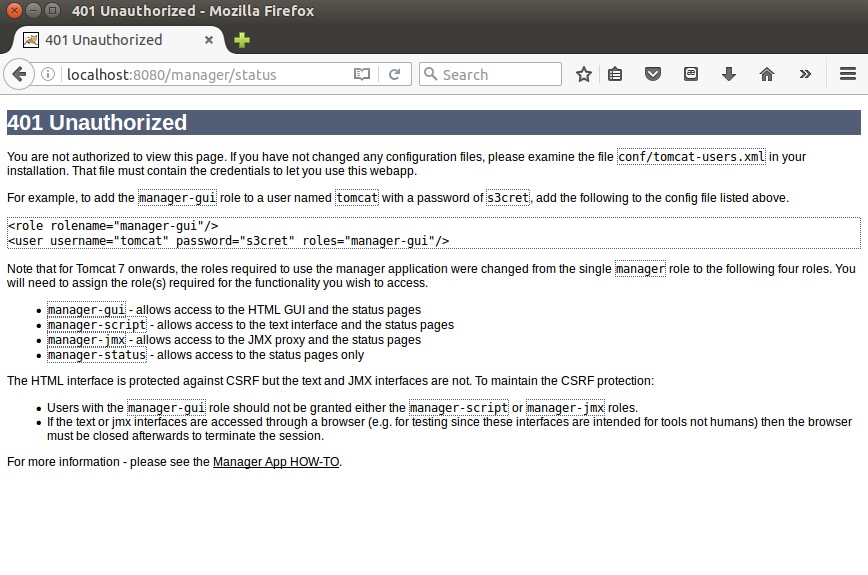 401 Unauthorized - Mozilla Firefox
401 Unauthorized
localhost:8080/manager/status
Search
401 Unauthorized
You are not authorized to view this page. If you have not changed any configuration files, please examine the file conf/tomcat-users.xml in your
installation. That file must contain the credentials to let you use this webapp.
For example, to add the manager-gui role to a user named tomcat with a password of s3cret, add the following to the config file listed above.
<role rolename="manager-gui"/>
<user username="tomcat" password="s3cret" roles="manager-gui"/>
Note that for Tomcat 7 onwards, the roles required to use the manager application were changed from the single manager role to the following four roles. You
will need to assign the role(s) required for the functionality you wish to access.
manager-gui - allows access to the HTML GUI and the status pages
manager-script - allows access to the text interface and the status pages
manager-jmx - allows access to the JMX proxy and the status pages
manager-status - allows access to the status pages only
The HTML interface is protected against CSRF but the text and JMX interfaces are not. To maintain the CSRF protection:
Users with the manager-gui role should not be granted either the manager-script or manager-jmx roles.
If the text or jmx interfaces are accessed through a browser (e.g. for testing since these interfaces are intended for tools not humans) then the browser
must be closed afterwards to terminate the session.
For more information - please see the Manager App HOW-TO.